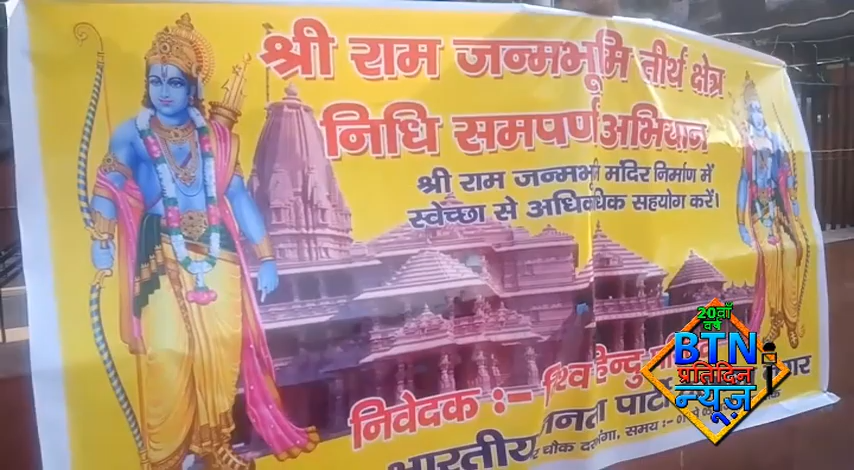 श्री राम जन्मभूमि तीर्थ क्षेत्र
निधि समर्पण अभियान
श्री राम जन्मभूमि मंदिर निर्माण में
स्वेच्छा से अधिकाधिक सहयोग करें।
निवेदक :- विश्व हिन्दु
भारतीय जनता पार्टी
चौक दरभंगा, समय :-
20वाँ
वर्ष
BTN
प्रतिदिन
न्यूज़